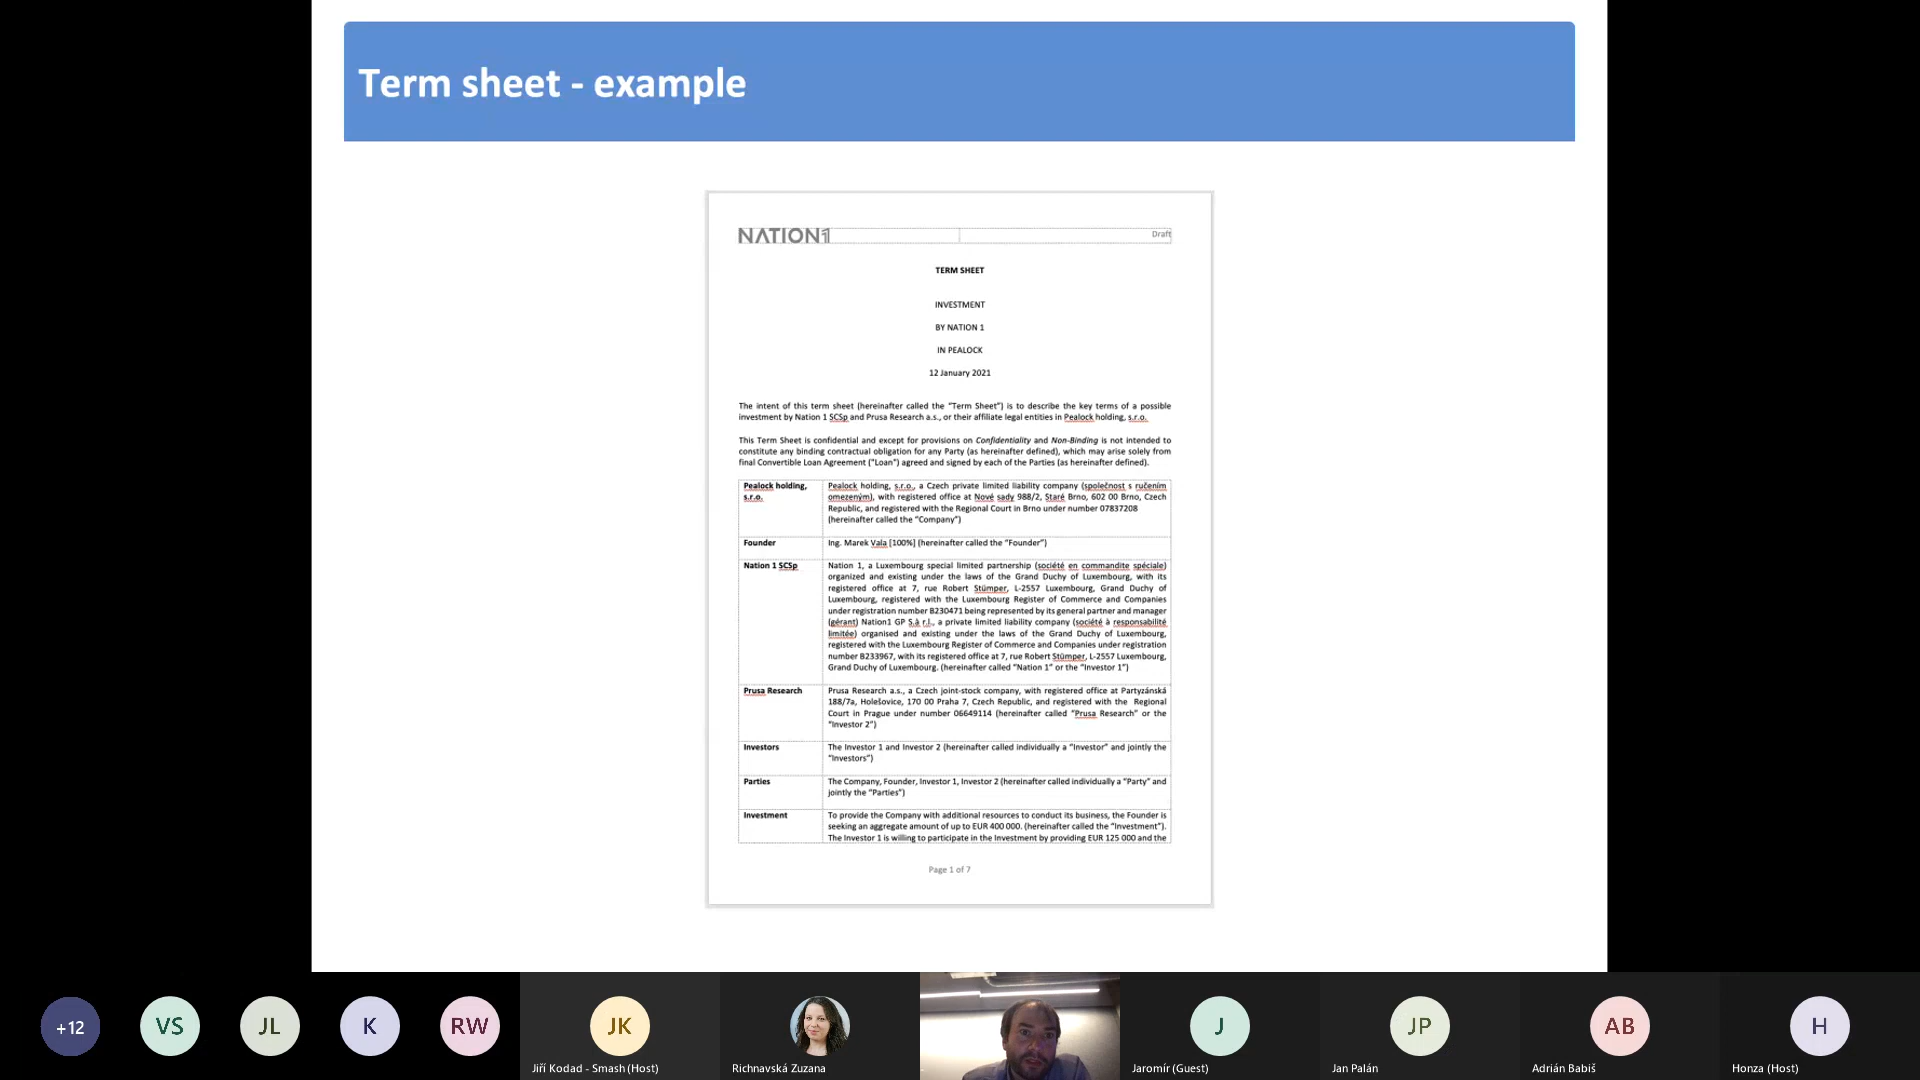 Term sheet - example
NATION1
Draft
TERM SHEET
INVESTMENT
BY NATION 1
IN PEALOCK
12 January 2021
The intent of this term sheet (hereinafter called the “Term Sheet”) is to describe the key terms of a possible
investment by Nation 1 SCSp and Prusa Research a.s., or their affiliate legal entities in Pealock holding, s.r.o.
This Term Sheet is confidential and except for provisions on Confidentiality and Non-Binding is not intended to
constitute any binding contractual obligation for any Party (as hereinafter defined), which may arise solely from
final Convertible Loan Agreement ("Loan") agreed and signed by each of the Parties (as hereinafter defined).
Pealock holding,
s.r.o.
Pealock holding, s.r.o., a Czech private limited liability company (společnost s ručením
omezeným), with registered office at Nové sady 988/2, Staré Brno, 602 00 Brno, Czech
Republic, and registered with the Regional Court in Brno under number 07837208
(hereinafter called the “Company”)
Founder
Ing. Marek Vala [100%] (hereinafter called the “Founder”)
Nation 1 SCSp
Nation 1, a Luxembourg special limited partnership (société en commandite spéciale)
organized and existing under the laws of the Grand Duchy of Luxembourg, with its
registered office at 7, rue Robert Stümper, L-2557 Luxembourg, Grand Duchy of
Luxembourg, registered with the Luxembourg Register of Commerce and Companies
under registration number B230471 being represented by its general partner and manager
(gérant) Nation1 GP S.à r.l., a private limited liability company (société à responsabilité
limitée) organised and existing under the laws of the Grand Duchy of Luxembourg,
registered with the Luxembourg Register of Commerce and Companies under registration
number B233967, with its registered office at 7, rue Robert Stümper, L-2557 Luxembourg,
Grand Duchy of Luxembourg. (hereinafter called “Nation 1” or the “Investor 1”)
Prusa Research
Prusa Research a.s., a Czech joint-stock company, with registered office at Partyzánská
188/7a, Holešovice, 170 00 Praha 7, Czech Republic, and registered with the Regional
Court in Prague under number 06649114 (hereinafter called “Prusa Research” or the
“Investor 2”)
Investors
The Investor 1 and Investor 2 (hereinafter called individually a “Investor” and jointly the
“Investors”)
Parties
The Company, Founder, Investor 1, Investor 2 (hereinafter called individually a “Party” and
jointly the “Parties”)
Investment
To provide the Company with additional resources to conduct its business, the Founder is
seeking an aggregate amount of up to EUR 400 000. (hereinafter called the “Investment”).
The Investor 1 is willing to participate in the Investment by providing EUR 125 000 and the
Page 1 of 7
+12
VS
JL
K
RW
JK
J
JP
AB
H
Jiří Kodad - Smash (Host)
Richnavská Zuzana
Jaromír (Guest)
Jan Palán
Adrián Babiš
Honza (Host)